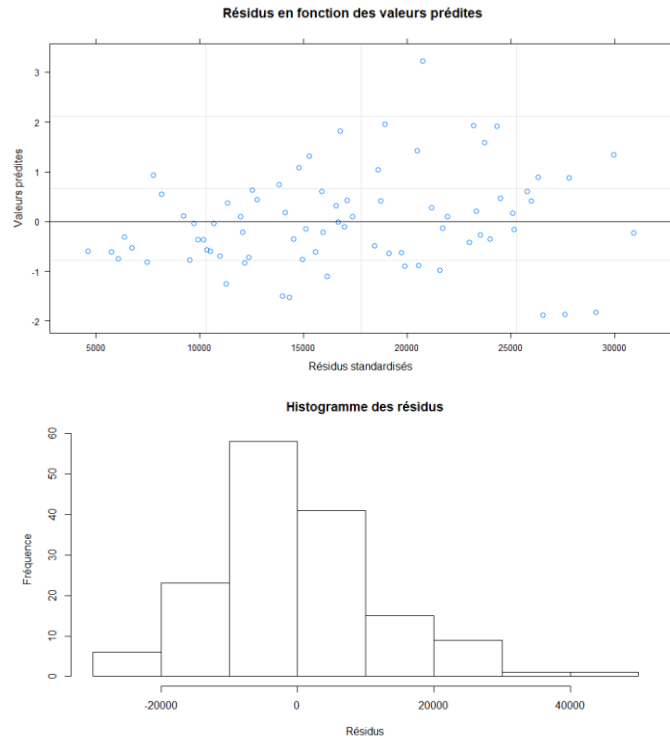 Résidus en fonction des valeurs prédites
3
2
1
0
-1
-2
Valeurs prédites
5000 10000 15000 20000 25000 30000
Résidus standardisés
Histogramme des résidus
60
50
40
30
20
10
0
Fréquence
-20000 0 20000 40000
Résidus